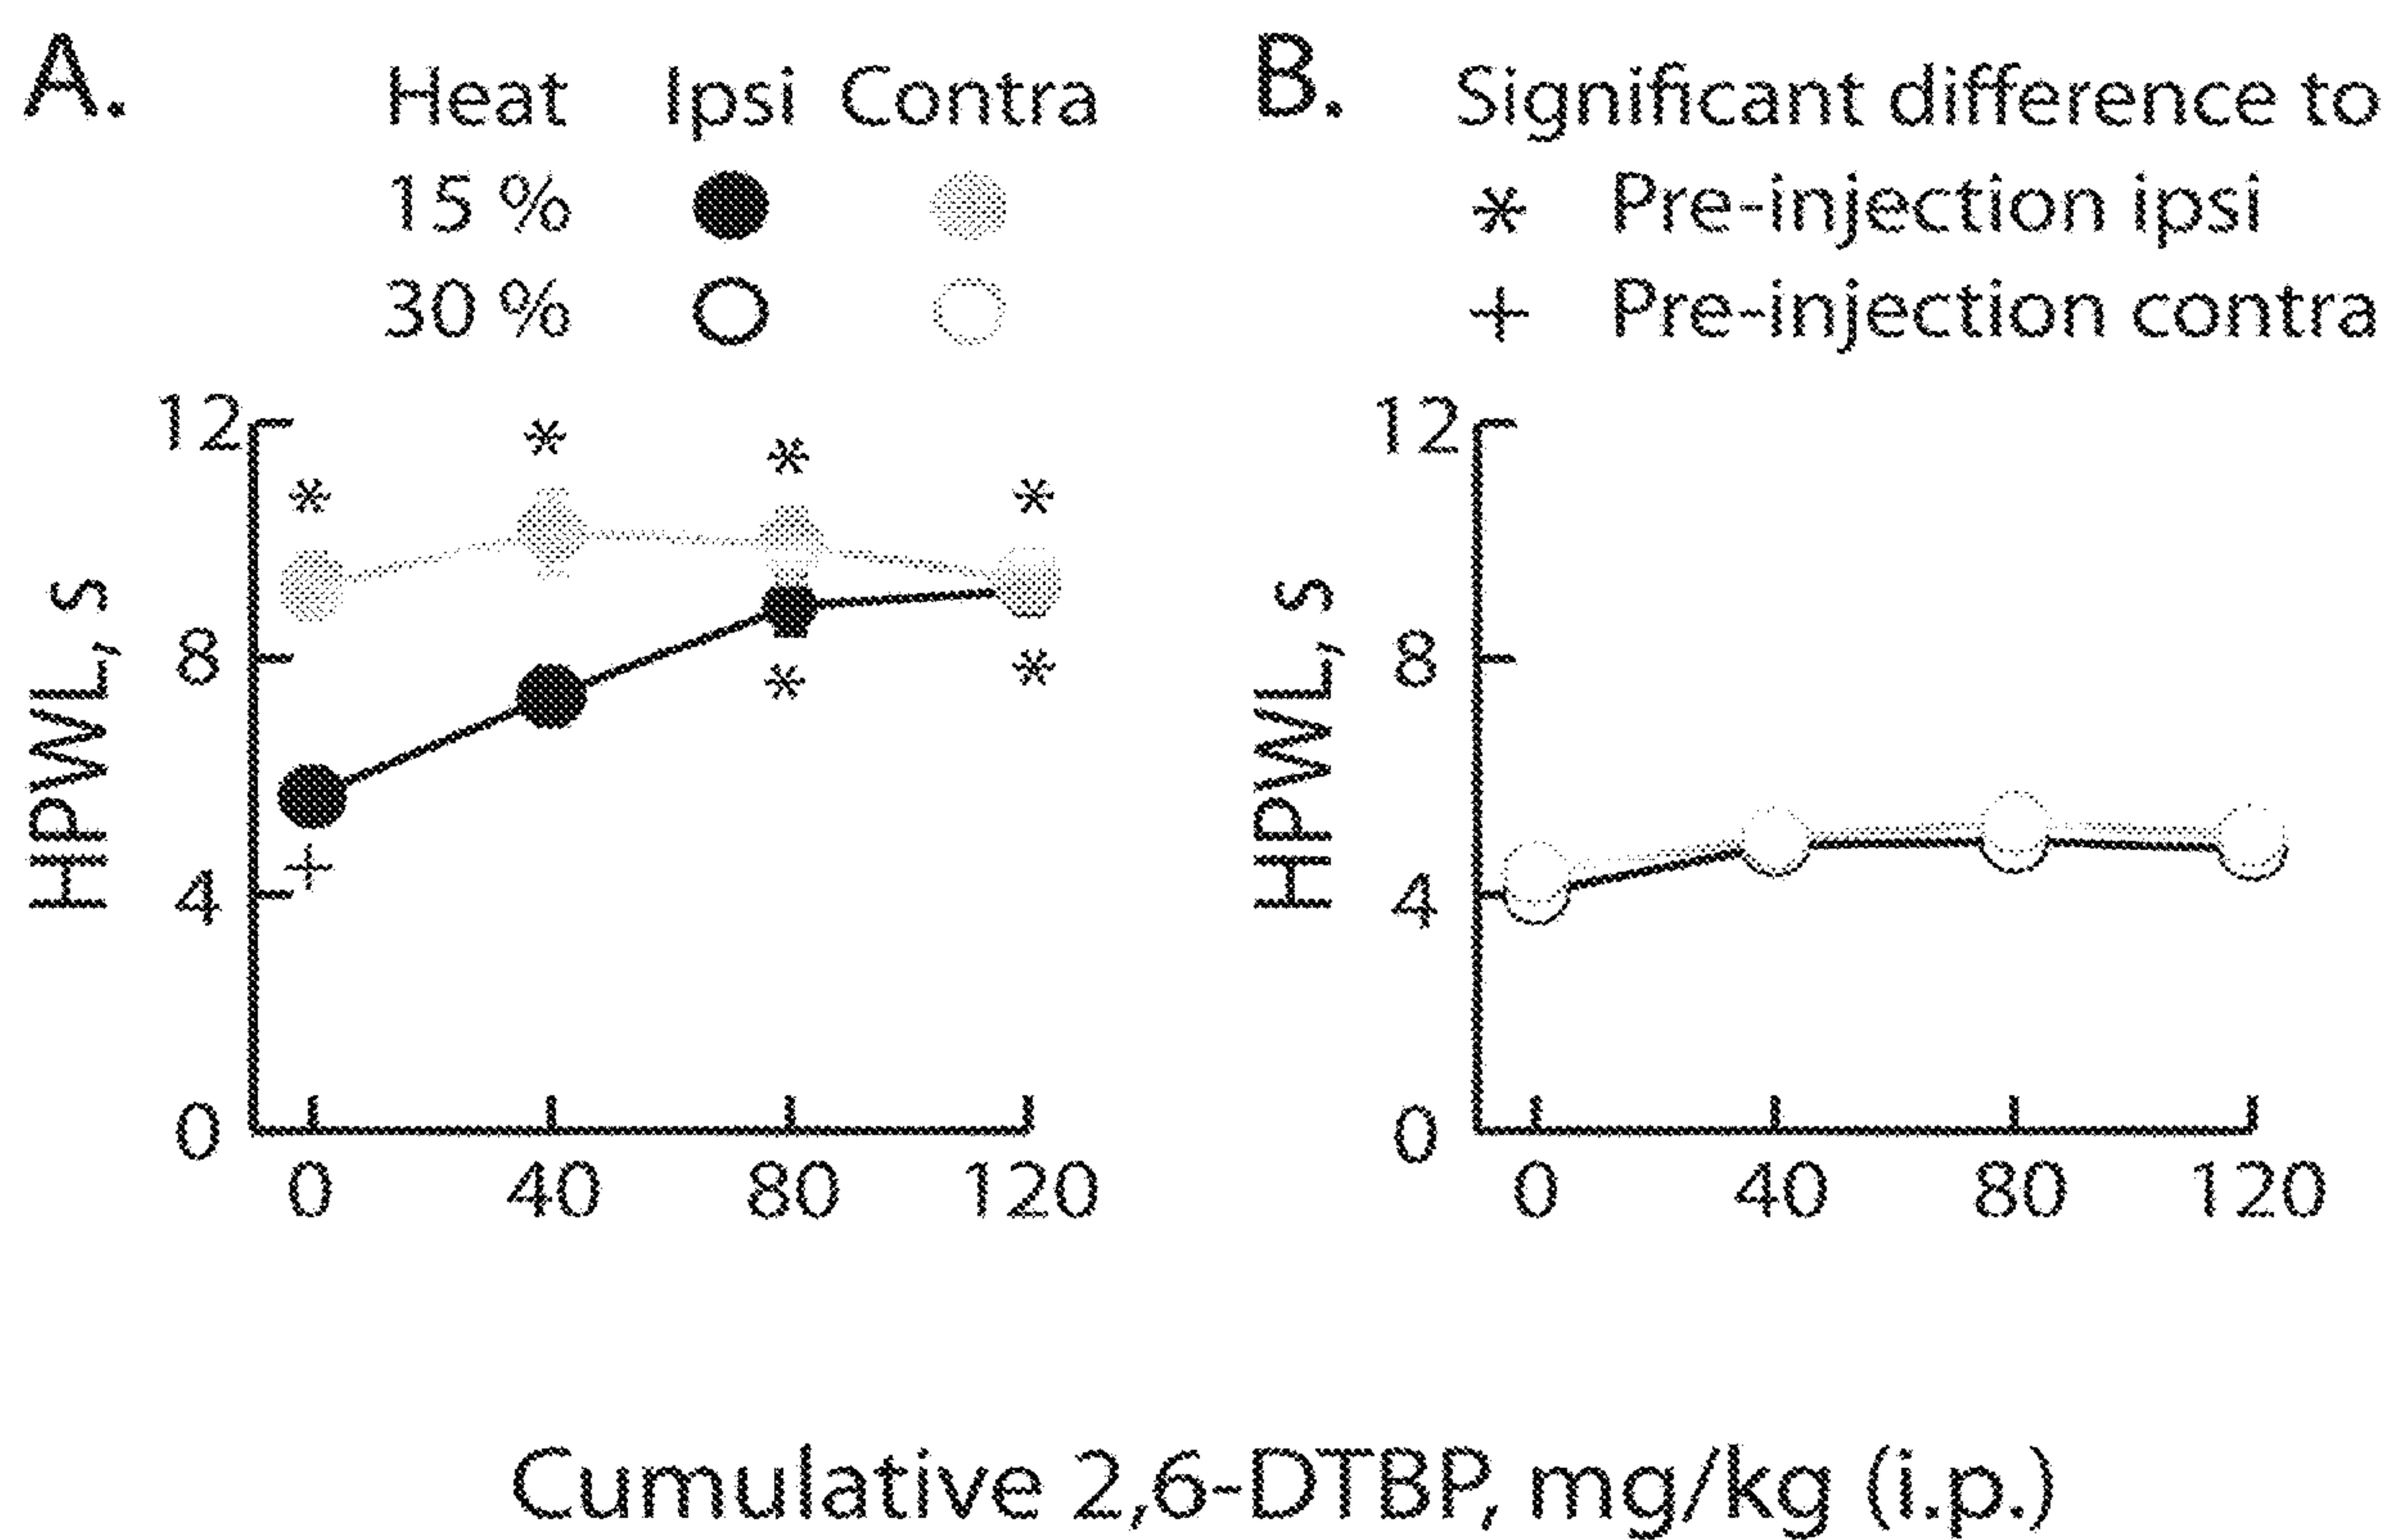 A.
Heat Ipsi Contra
15 %
30 %
B.
Significant difference to
* Pre-injection ipsi
+ Pre-injection contra
HPWL, s
12
8
4
0
* * * *
* *
+
0 40 80 120
HPWL, s
12
8
4
0
0 40 80 120
Cumulative 2,6-DTBP, mg/kg (i.p.)